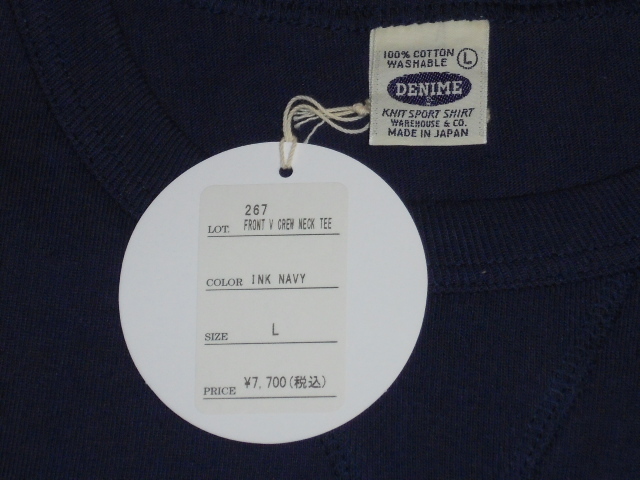 100% COTTON
WASHABLE L
DENIME
®
KNIT SPORT SHIRT
WAREHOUSE & CO.
MADE IN JAPAN
267
LOT. FRONT V CREW NECK TEE
COLOR INK NAVY
SIZE L
PRICE ¥7,700(税込)